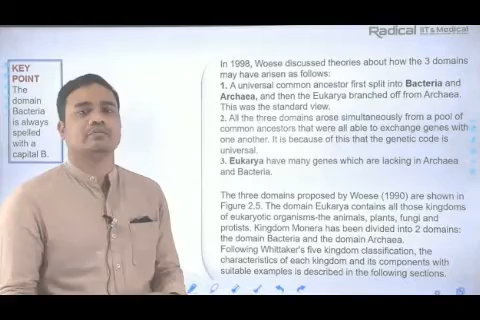 Radical IIT & Medical
KEY
POINT
The
domain
Bacteria
is always
spelled
with a
capital B.
In 1998, Woese discussed theories about how the 3 domains
may have arisen as follows:
1. A universal common ancestor first split into Bacteria and
Archaea, and then the Eukarya branched off from Archaea.
This was the standard view.
2. All the three domains arose simultaneously from a pool of
common ancestors that were all able to exchange genes with
one another. It is because of this that the genetic code is
universal.
3. Eukarya have many genes which are lacking in Archaea
and Bacteria.
The three domains proposed by Woese (1990) are shown in
Figure 2.5. The domain Eukarya contains all those kingdoms
of eukaryotic organisms-the animals, plants, fungi and
protists. Kingdom Monera has been divided into 2 domains:
the domain Bacteria and the domain Archaea.
Following Whittaker's five kingdom classification, the
characteristics of each kingdom and its components with
suitable examples is described in the following sections.